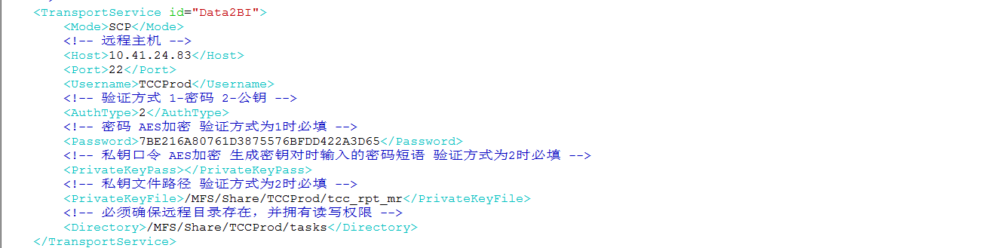 <TransportService id="Data2BI">
<Mode>SCP</Mode>
<!-- 远程主机 -->
<Host>10.41.24.83</Host>
<Port>22</Port>
<Username>TCCProd</Username>
<!-- 验证方式 1-密码 2-公钥 -->
<AuthType>2</AuthType>
<!-- 密码 AES加密 验证方式为1时必填 -->
<Password>7BE216A80761D3875576BFDD422A3D65</Password>
<!-- 私钥口令 AES加密 生成密钥对时输入的密码短语 验证方式为2时必填 -->
<PrivateKeyPass></PrivateKeyPass>
<!-- 私钥文件路径 验证方式为2时必填 -->
<PrivateKeyFile>/MFS/Share/TCCProd/tcc_rpt_mr</PrivateKeyFile>
<!-- 必须确保远程目录存在，并拥有读写权限 -->
<Directory>/MFS/Share/TCCProd/tasks</Directory>
</TransportService>